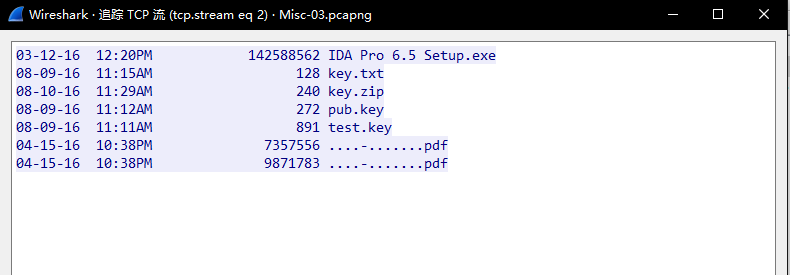 Wireshark · 追踪 TCP 流 (tcp.stream eq 2) · Misc-03.pcapng
03-12-16  12:20PM            142588562 IDA Pro 6.5 Setup.exe
08-09-16  11:15AM                  128 key.txt
08-10-16  11:29AM                  240 key.zip
08-09-16  11:12AM                  272 pub.key
08-09-16  11:11AM                  891 test.key
04-15-16  10:38PM              7357556 ....-.......pdf
04-15-16  10:38PM              9871783 ....-.......pdf